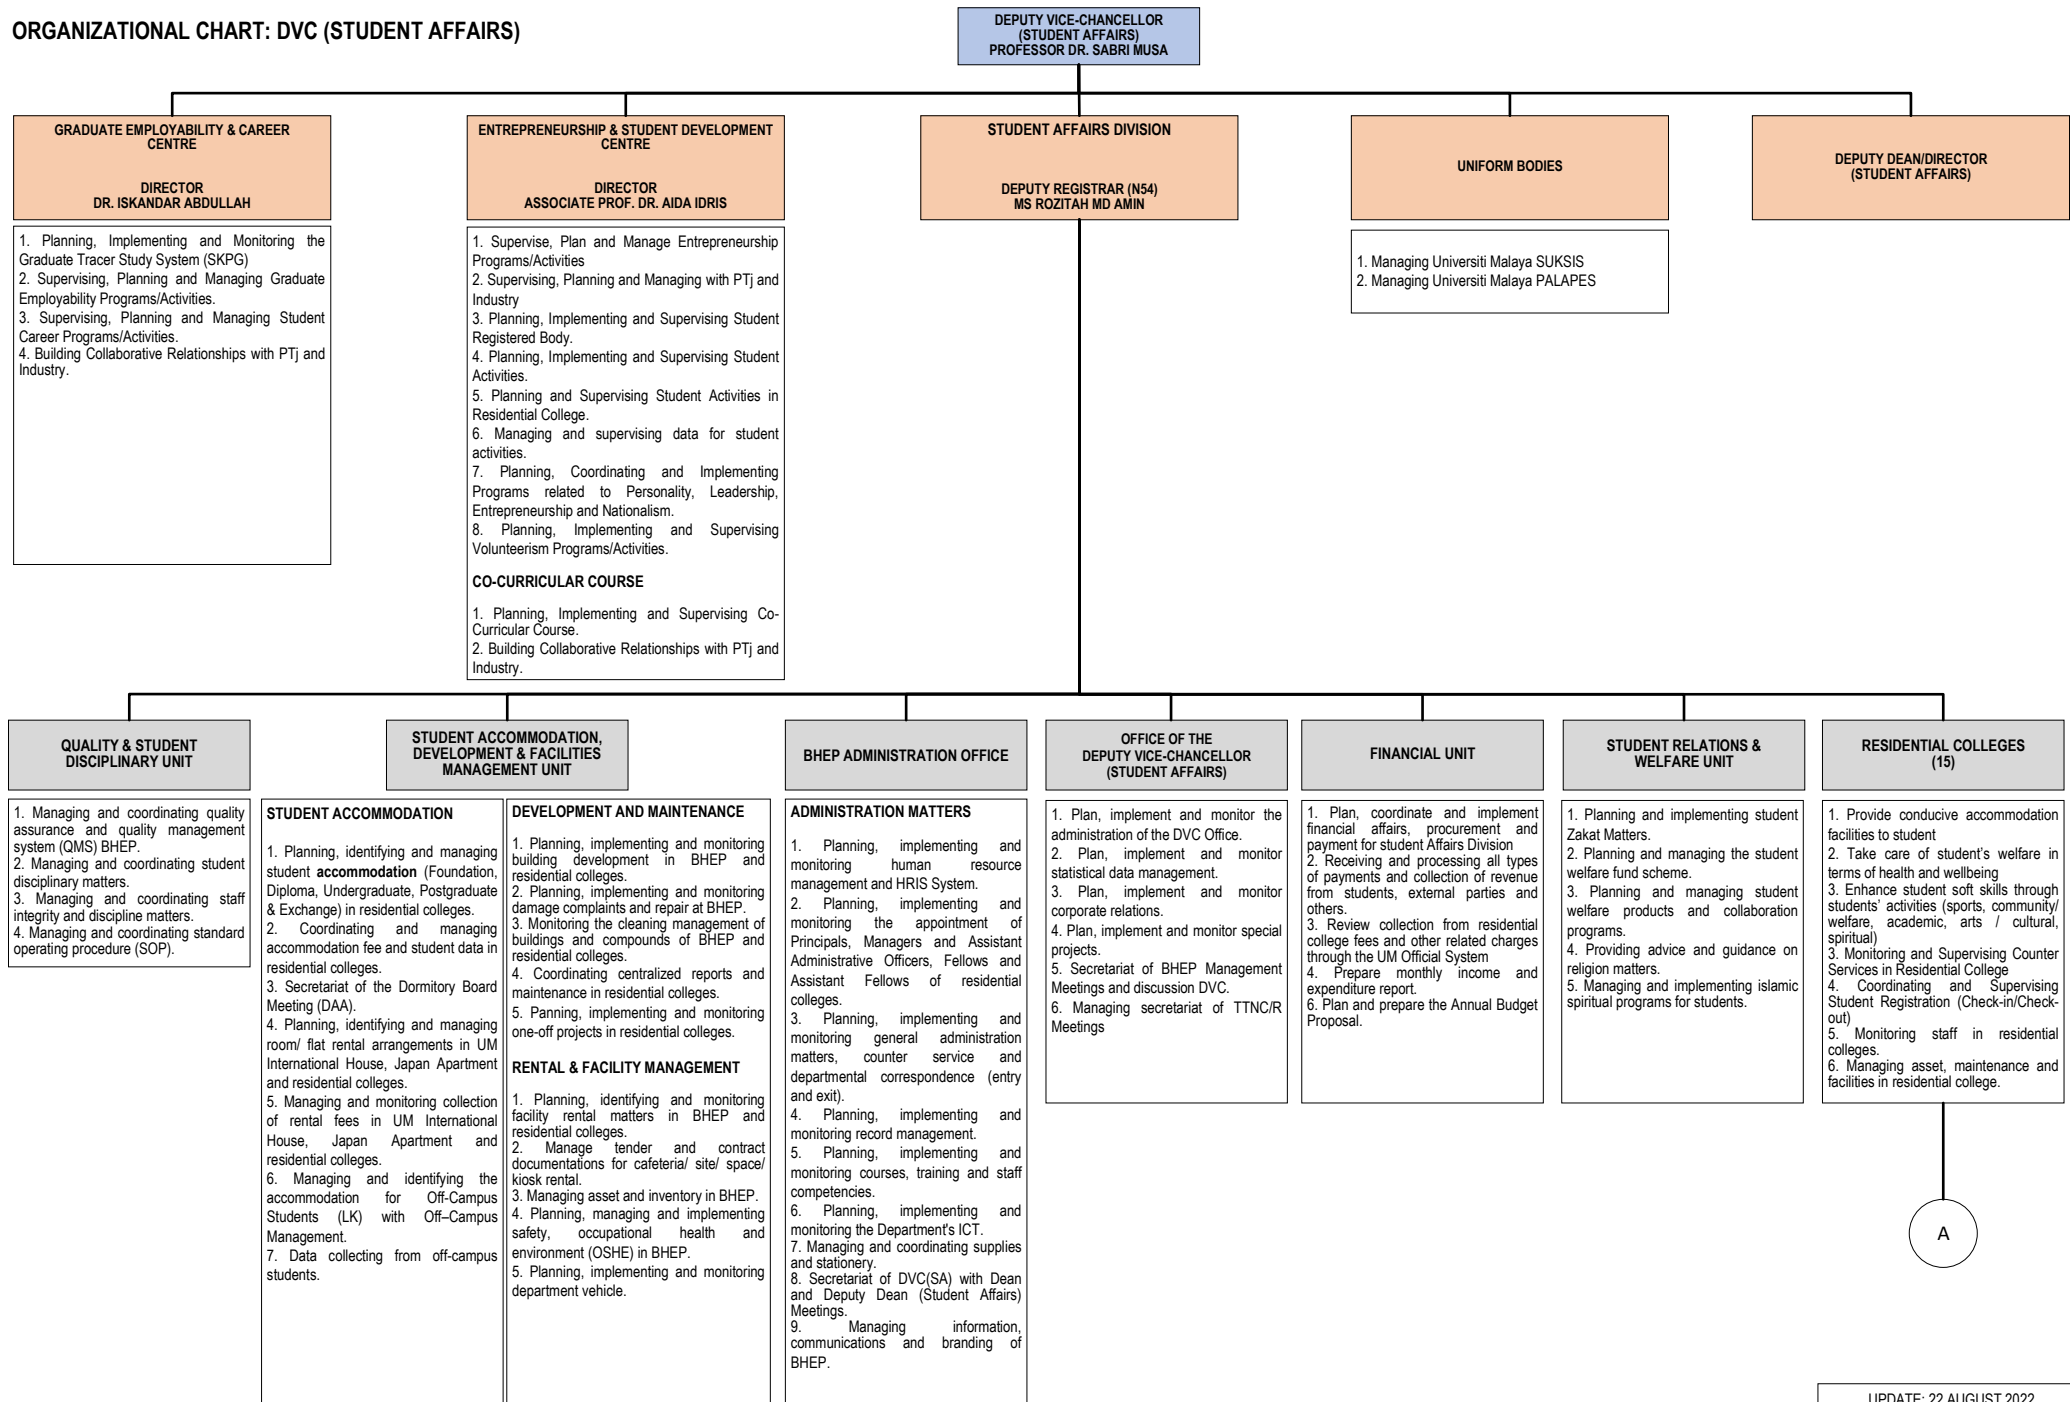 ORGANIZATIONAL CHART: DVC (STUDENT AFFAIRS)
DEPUTY VICE-CHANCELLOR
(STUDENT AFFAIRS)
PROFESSOR DR. SABRI MUSA
GRADUATE EMPLOYABILITY & CAREER
CENTRE
DIRECTOR
DR. ISKANDAR ABDULLAH
1. Planning, Implementing and Monitoring the
Graduate Tracer Study System (SKPG)
2. Supervising, Planning and Managing Graduate
Employability Programs/Activities.
3. Supervising, Planning and Managing Student
Career Programs/Activities.
4. Building Collaborative Relationships with PTj and
Industry.
ENTREPRENEURSHIP & STUDENT DEVELOPMENT
CENTRE
DIRECTOR
ASSOCIATE PROF. DR. AIDA IDRIS
1. Supervise, Plan and Manage Entrepreneurship
Programs/Activities
2. Supervising, Planning and Managing with PTj and
Industry
3. Planning, Implementing and Supervising Student
Registered Body.
4. Planning, Implementing and Supervising Student
Activities.
5. Planning and Supervising Student Activities in
Residential College.
6. Managing and supervising data for student
activities.
7. Planning, Coordinating and Implementing
Programs related to Personality, Leadership,
Entrepreneurship and Nationalism.
8. Planning, Implementing and Supervising
Volunteerism Programs/Activities.
CO-CURRICULAR COURSE
1. Planning, Implementing and Supervising Co-
Curricular Course.
2. Building Collaborative Relationships with PTj and
Industry.
STUDENT AFFAIRS DIVISION
DEPUTY REGISTRAR (N54)
MS ROZITAH MD AMIN
UNIFORM BODIES
1. Managing Universiti Malaya SUKSIS
2. Managing Universiti Malaya PALAPES
DEPUTY DEAN/DIRECTOR
(STUDENT AFFAIRS)
QUALITY & STUDENT
DISCIPLINARY UNIT
1. Managing and coordinating quality
assurance and quality management
system (QMS) BHEP.
2. Managing and coordinating student
disciplinary matters.
3. Managing and coordinating staff
integrity and discipline matters.
4. Managing and coordinating standard
operating procedure (SOP).
STUDENT ACCOMMODATION,
DEVELOPMENT & FACILITIES
MANAGEMENT UNIT
STUDENT ACCOMMODATION
1. Planning, identifying and managing
student accommodation (Foundation,
Diploma, Undergraduate, Postgraduate
& Exchange) in residential colleges.
2. Coordinating and managing
accommodation fee and student data in
residential colleges.
3. Secretariat of the Dormitory Board
Meeting (DAA).
4. Planning, identifying and managing
room/ flat rental arrangements in UM
International House, Japan Apartment
and residential colleges.
5. Managing and monitoring collection
of rental fees in UM International
House, Japan Apartment and
residential colleges.
6. Managing and identifying the
accommodation for Off-Campus
Students (LK) with Off–Campus
Management.
7. Data collecting from off-campus
students.
DEVELOPMENT AND MAINTENANCE
1. Planning, implementing and monitoring
building development in BHEP and
residential colleges.
2. Planning, implementing and monitoring
damage complaints and repair at BHEP.
3. Monitoring the cleaning management of
buildings and compounds of BHEP and
residential colleges.
4. Coordinating centralized reports and
maintenance in residential colleges.
5. Panning, implementing and monitoring
one-off projects in residential colleges.
RENTAL & FACILITY MANAGEMENT
1. Planning, identifying and monitoring
facility rental matters in BHEP and
residential colleges.
2. Manage tender and contract
documentations for cafeteria/ site/ space/
kiosk rental.
3. Managing asset and inventory in BHEP.
4. Planning, managing and implementing
safety, occupational health and
environment (OSHE) in BHEP.
5. Planning, implementing and monitoring
department vehicle.
BHEP ADMINISTRATION OFFICE
ADMINISTRATION MATTERS
1. Planning, implementing and
monitoring human resource
management and HRIS System.
2. Planning, implementing and
monitoring the appointment of
Principals, Managers and Assistant
Administrative Officers, Fellows and
Assistant Fellows of residential
colleges.
3. Planning, implementing and
monitoring general administration
matters, counter service and
departmental correspondence (entry
and exit).
4. Planning, implementing and
monitoring record management.
5. Planning, implementing and
monitoring courses, training and staff
competencies.
6. Planning, implementing and
monitoring the Department's ICT.
7. Managing and coordinating supplies
and stationery.
8. Secretariat of DVC(SA) with Dean
and Deputy Dean (Student Affairs)
Meetings.
9. Managing information,
communications and branding of
BHEP.
OFFICE OF THE
DEPUTY VICE-CHANCELLOR
(STUDENT AFFAIRS)
1. Plan, implement and monitor the
administration of the DVC Office.
2. Plan, implement and monitor
statistical data management.
3. Plan, implement and monitor
corporate relations.
4. Plan, implement and monitor special
projects.
5. Secretariat of BHEP Management
Meetings and discussion DVC.
6. Managing secretariat of TTNC/R
Meetings
FINANCIAL UNIT
1. Plan, coordinate and implement
financial affairs, procurement and
payment for student Affairs Division
2. Receiving and processing all types
of payments and collection of revenue
from students, external parties and
others.
3. Review collection from residential
college fees and other related charges
through the UM Official System
4. Prepare monthly income and
expenditure report.
6. Plan and prepare the Annual Budget
Proposal.
STUDENT RELATIONS &
WELFARE UNIT
1. Planning and implementing student
Zakat Matters.
2. Planning and managing the student
welfare fund scheme.
3. Planning and managing student
welfare products and collaboration
programs.
4. Providing advice and guidance on
religion matters.
5. Managing and implementing islamic
spiritual programs for students.
RESIDENTIAL COLLEGES
(15)
1. Provide conducive accommodation
facilities to student
2. Take care of student's welfare in
terms of health and wellbeing
3. Enhance student soft skills through
students' activities (sports, community/
welfare, academic, arts / cultural,
spiritual)
3. Monitoring and Supervising Counter
Services in Residential College
4. Coordinating and Supervising
Student Registration (Check-in/Check-
out)
5. Monitoring staff in residential
colleges.
6. Managing asset, maintenance and
facilities in residential college.
A
UPDATE: 22 AUGUST 2022